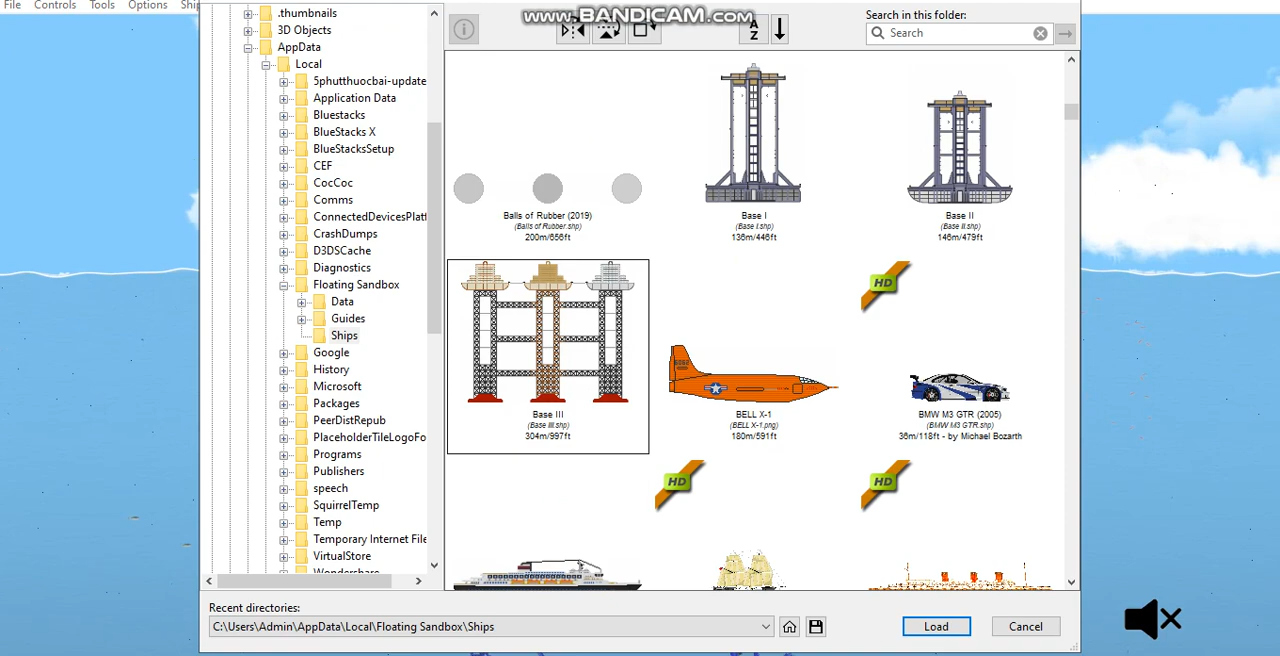 File Controls Tools Options Ship
www.BANDICAM.com
.thumbnails
3D Objects
AppData
Local
5phutthuocbai-update
Application Data
Bluestacks
BlueStacks X
BlueStacksSetup
CEF
CocCoc
Comms
ConnectedDevicesPlatf
CrashDumps
D3DSCache
Diagnostics
Floating Sandbox
Data
Guides
Ships
Google
History
Microsoft
Packages
PeerDistRepub
PlaceholderTileLogoFo
Programs
Publishers
speech
SquirrelTemp
Temp
Temporary Internet File
VirtualStore
Wondershare
A
Z
Search in this folder:
Search
Balls of Rubber (2019)
(Balls of Rubber.shp)
200m/656ft
Base I
(Base I.shp)
136m/446ft
Base II
(Base II.shp)
146m/479ft
Base III
(Base III.shp)
304m/997ft
BELL X-1
(BELL X-1.png)
180m/591ft
HD
BMW M3 GTR (2005)
(BMW M3 GTR.shp)
36m/118ft - by Michael Bozarth
HD
HD
Recent directories:
C:\Users\Admin\AppData\Local\Floating Sandbox\Ships
Load
Cancel